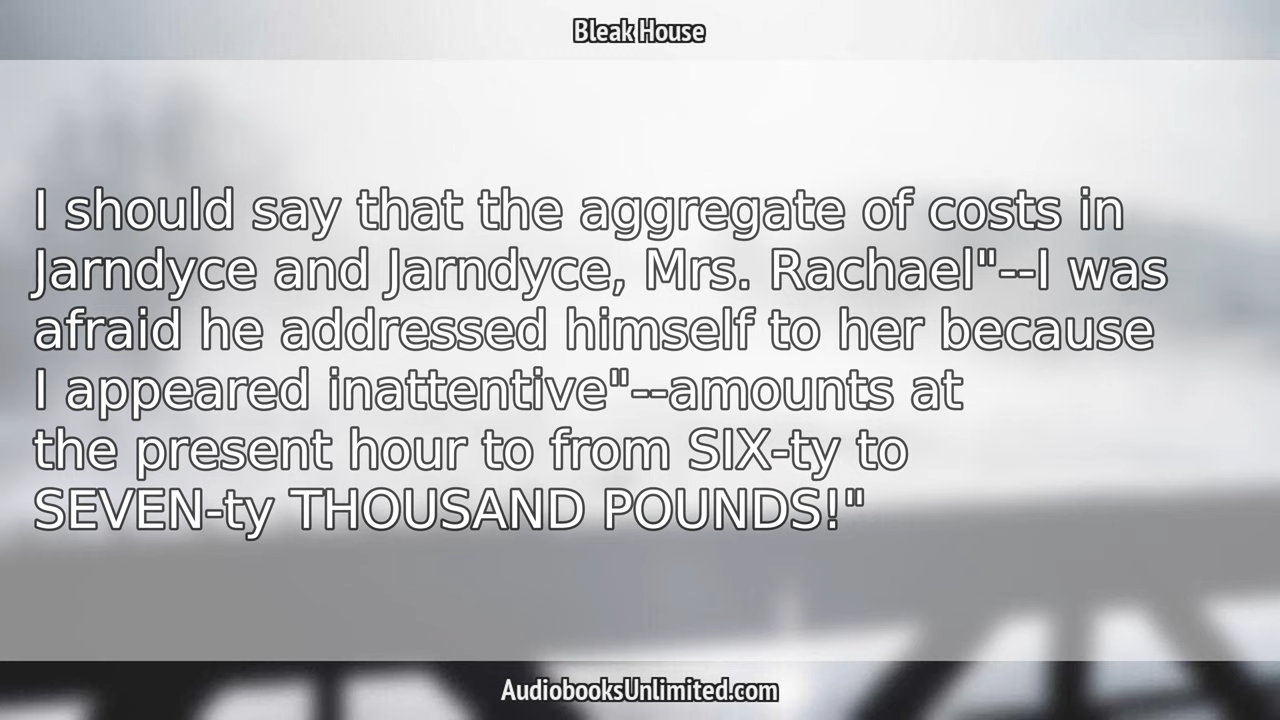 Bleak House
I should say that the aggregate of costs in
Jarndyce and Jarndyce, Mrs. Rachael"--I was
afraid he addressed himself to her because
I appeared inattentive"--amounts at
the present hour to from SIX-ty to
SEVEN-ty THOUSAND POUNDS!"
AudiobooksUnlimited.com